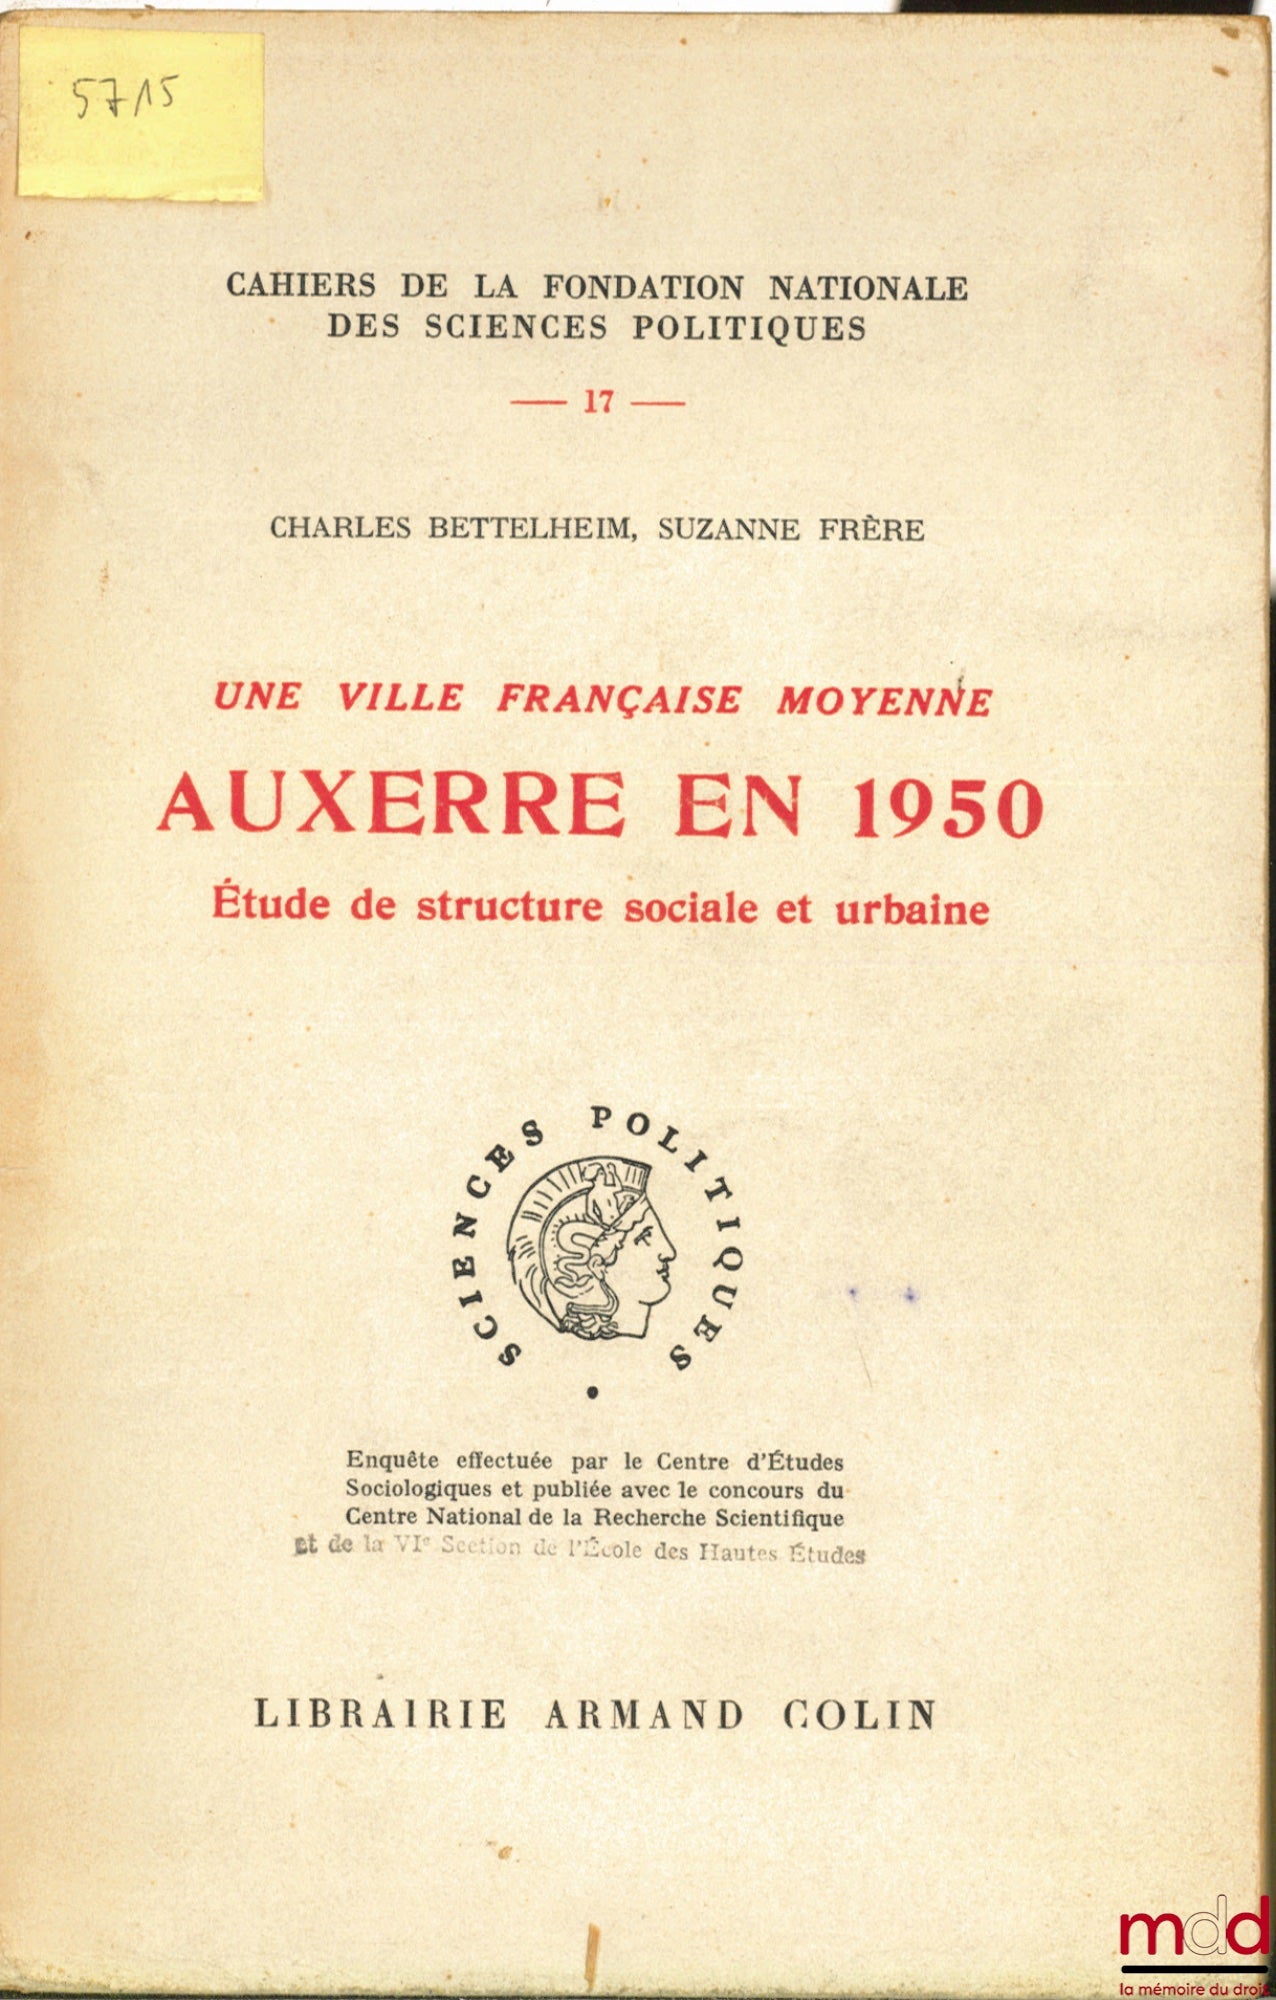 5715
CAHIERS DE LA FONDATION NATIONALE
DES SCIENCES POLITIQUES
— 17 —
CHARLES BETTELHEIM, SUZANNE FRÈRE
UNE VILLE FRANÇAISE MOYENNE
AUXERRE EN 1950
Étude de structure sociale et urbaine
SCIENCES POLITIQUES
Enquête effectuée par le Centre d'Études
Sociologiques et publiée avec le concours du
Centre National de la Recherche Scientifique
et de la VIe Section de l'École des Hautes Études
LIBRAIRIE ARMAND COLIN
mdd
la mémoire du droit